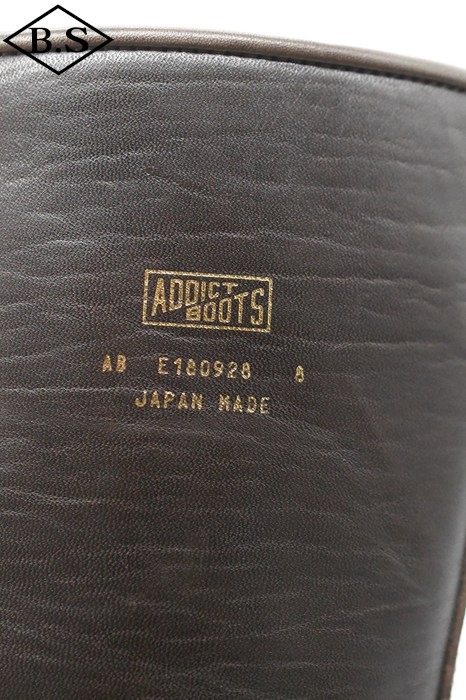 B.S
ADDICT
BOOTS
AB E180928 8
JAPAN MADE